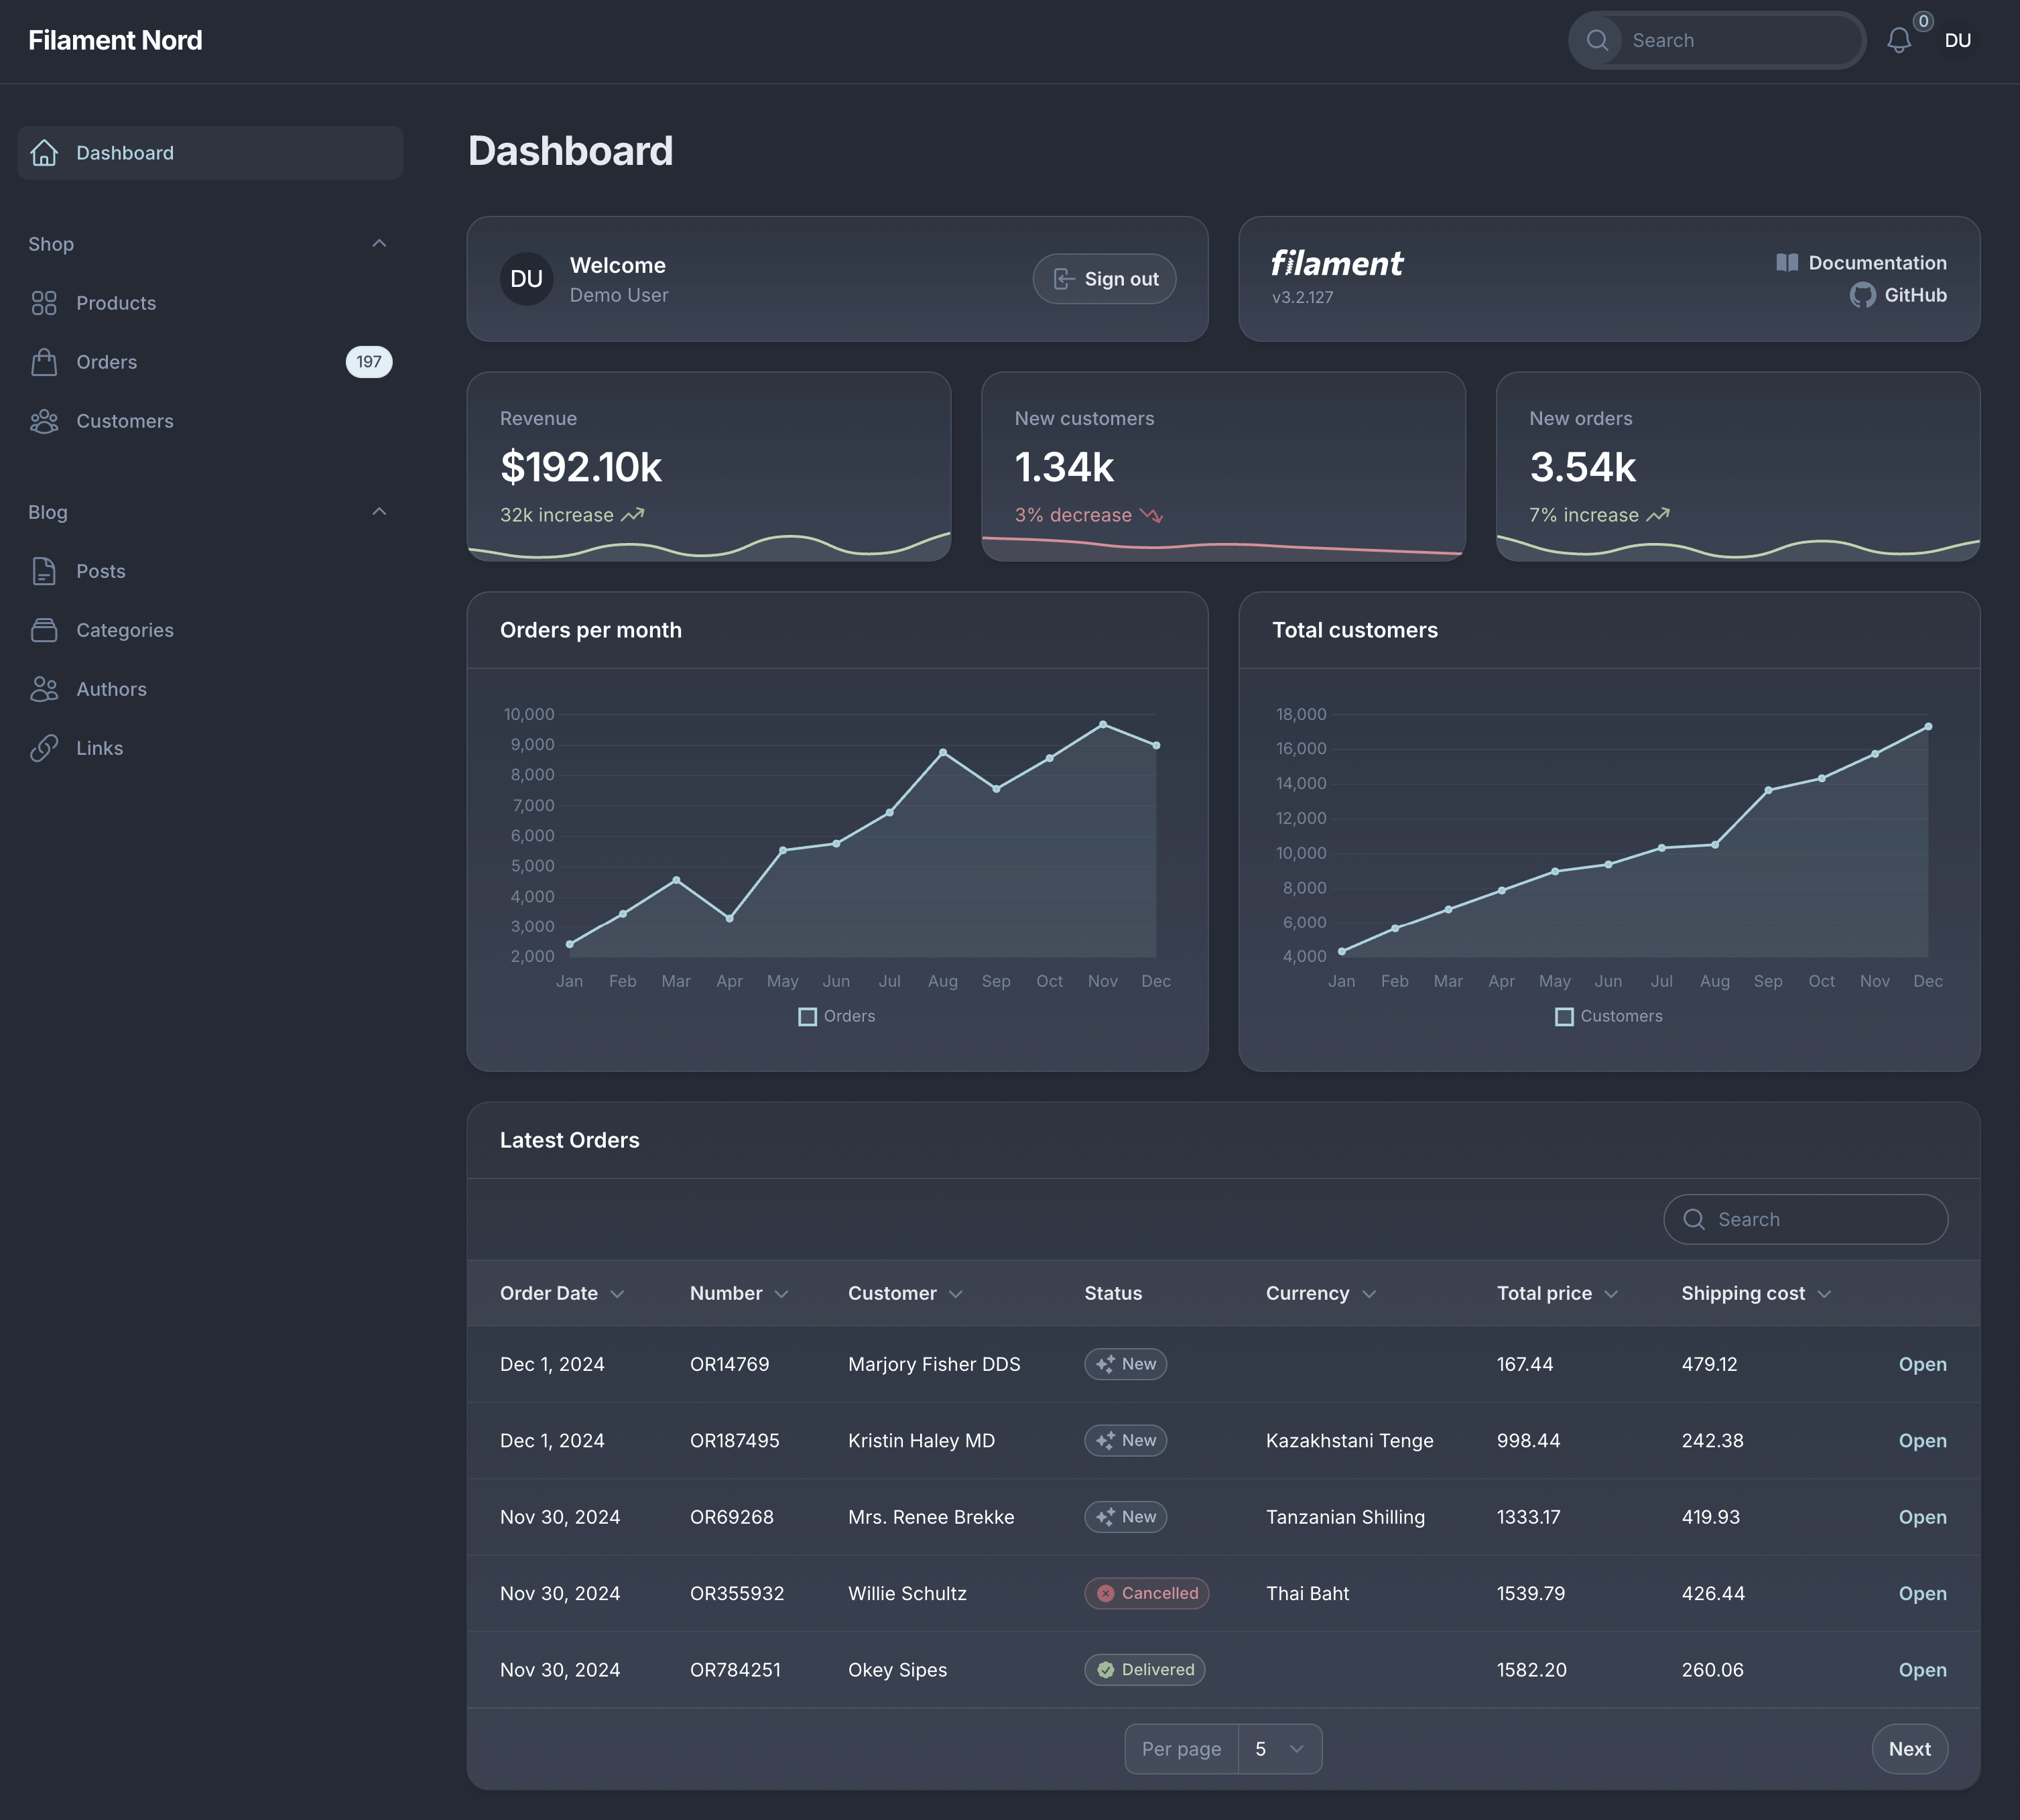 Filament Nord
Search
0
DU
Dashboard
Shop
Products
Orders
197
Customers
Blog
Posts
Categories
Authors
Links
Dashboard
DU
Welcome
Demo User
Sign out
filament
v3.2.127
Documentation
GitHub
Revenue
$192.10k
32k increase
New customers
1.34k
3% decrease
New orders
3.54k
7% increase
Orders per month
10,000
9,000
8,000
7,000
6,000
5,000
4,000
3,000
2,000
Jan Feb Mar Apr May Jun Jul Aug Sep Oct Nov Dec
Orders
Total customers
18,000
16,000
14,000
12,000
10,000
8,000
6,000
4,000
Jan Feb Mar Apr May Jun Jul Aug Sep Oct Nov Dec
Customers
Latest Orders
Search
Order Date Number Customer Status Currency Total price Shipping cost
Dec 1, 2024 OR14769 Marjory Fisher DDS New 167.44 479.12 Open
Dec 1, 2024 OR187495 Kristin Haley MD New Kazakhstani Tenge 998.44 242.38 Open
Nov 30, 2024 OR69268 Mrs. Renee Brekke New Tanzanian Shilling 1333.17 419.93 Open
Nov 30, 2024 OR355932 Willie Schultz Cancelled Thai Baht 1539.79 426.44 Open
Nov 30, 2024 OR784251 Okey Sipes Delivered 1582.20 260.06 Open
Per page 5
Next